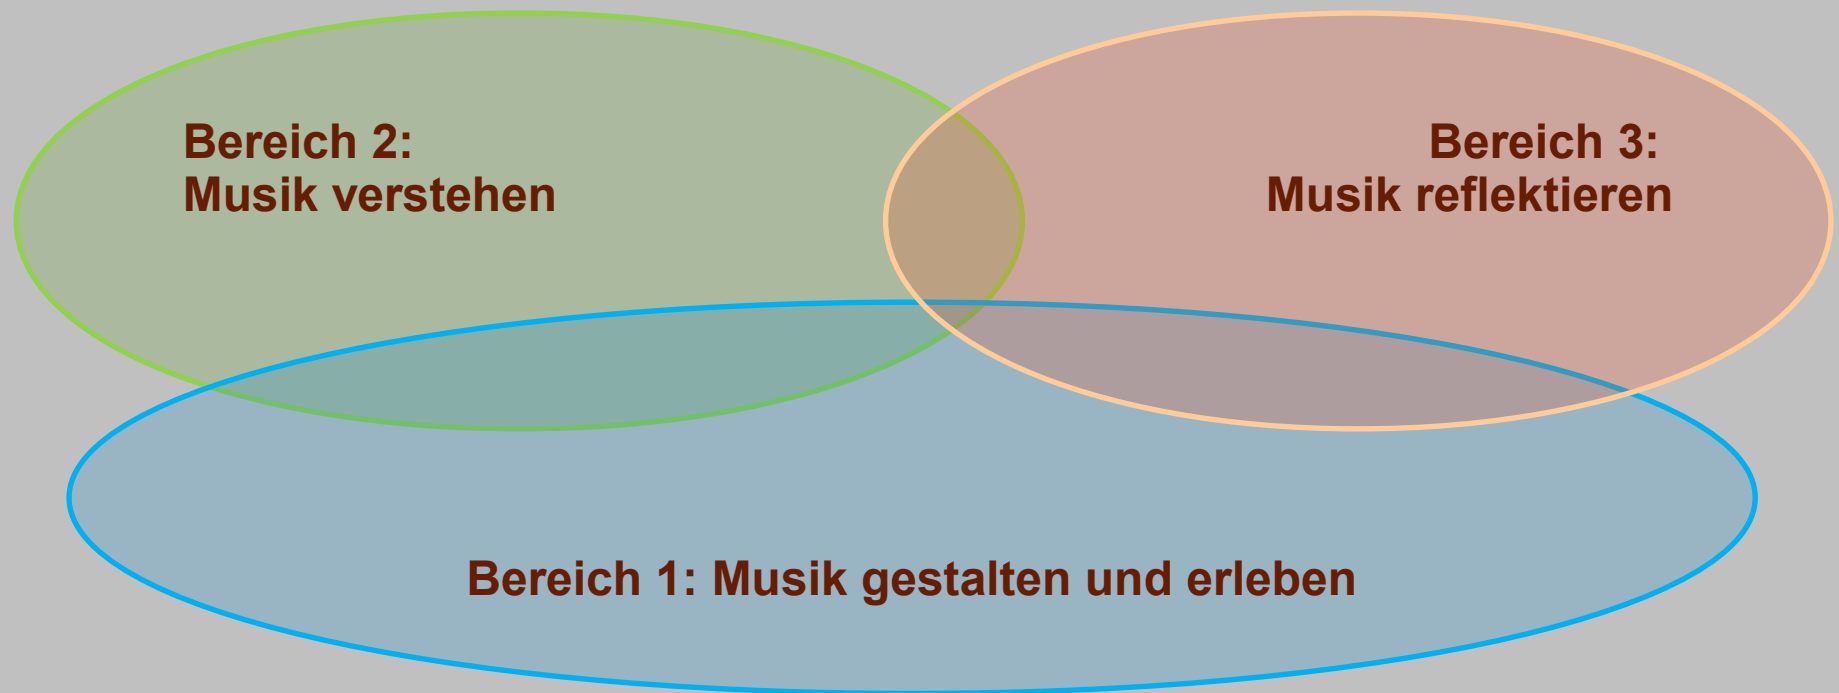 Bereich 2:
Musik verstehen
Bereich 3:
Musik reflektieren
Bereich 1: Musik gestalten und erleben